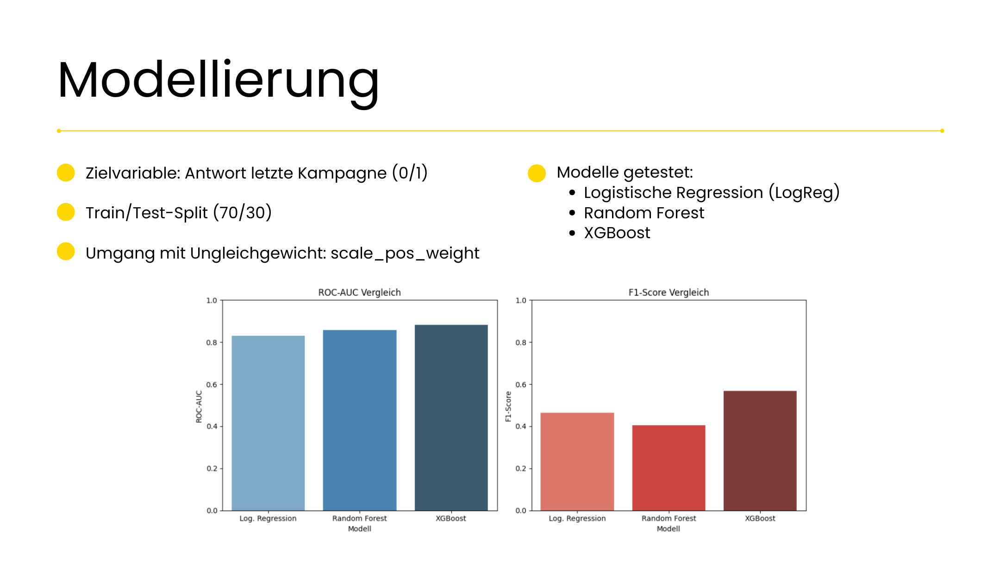 Modellierung
Zielvariable: Antwort letzte Kampagne (0/1)
Train/Test-Split (70/30)
Umgang mit Ungleichgewicht: scale_pos_weight
Modelle getestet:
• Logistische Regression (LogReg)
• Random Forest
• XGBoost
ROC-AUC Vergleich
1.0
0.8
0.6
0.4
0.2
0.0
ROC-AUC
Log. Regression Random Forest XGBoost
Modell
F1-Score Vergleich
1.0
0.8
0.6
0.4
0.2
0.0
F1-Score
Log. Regression Random Forest XGBoost
Modell